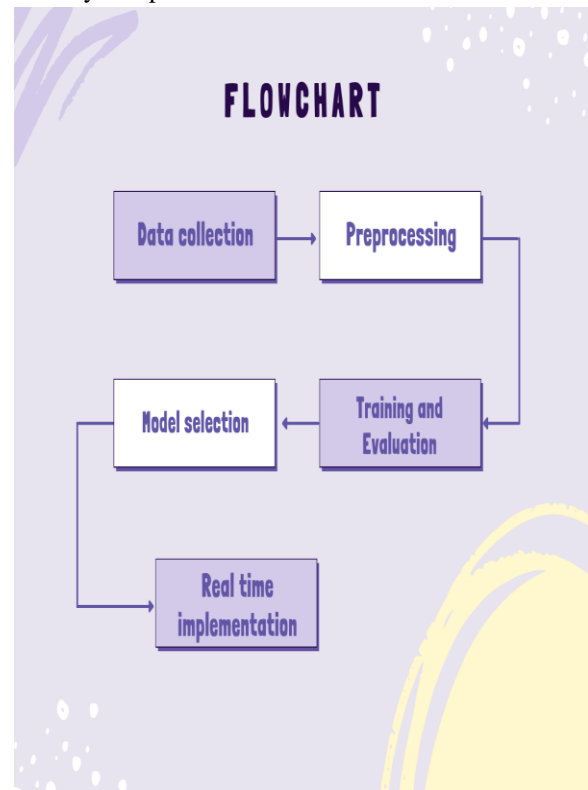 FLOWCHART
Data collection
Preprocessing
Training and
Evaluation
Model selection
Real time
implementation